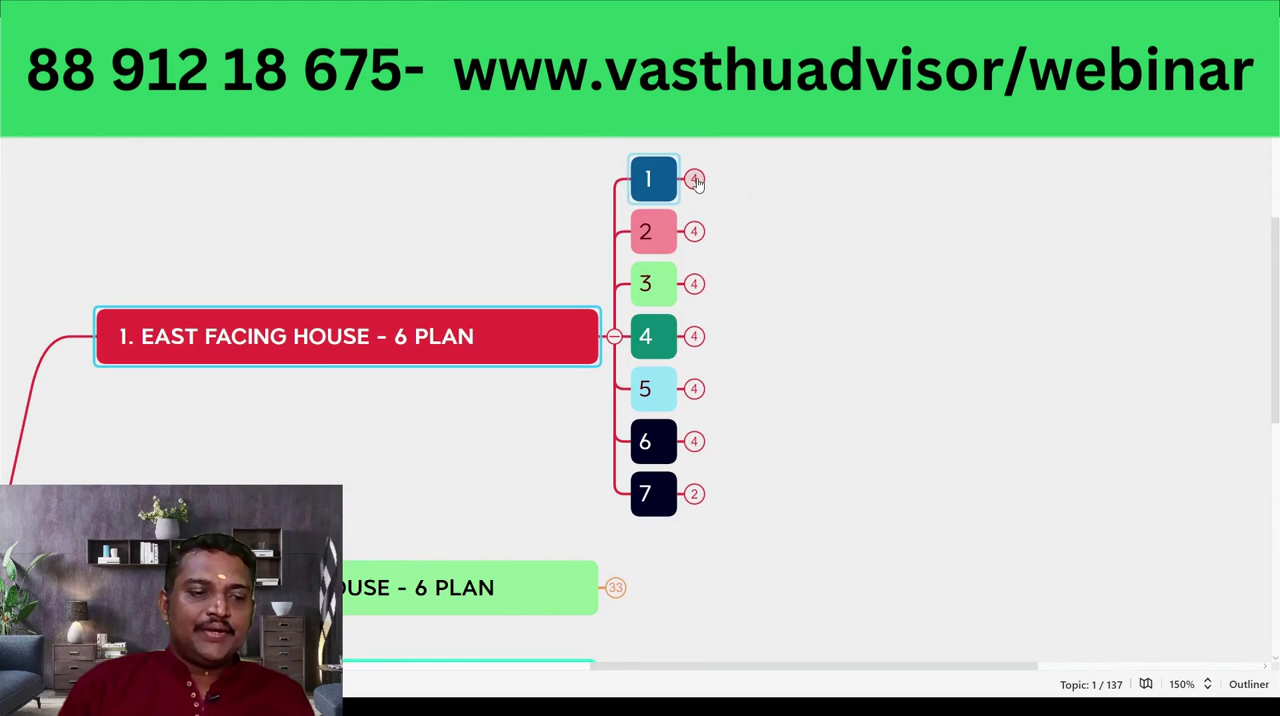 88 912 18 675- www.vasthuadvisor/webinar
1 4
2 4
3 4
1. EAST FACING HOUSE - 6 PLAN
4 4
5 4
6 4
7 2
OUSE - 6 PLAN 33
Topic: 1 / 137 150% Outliner